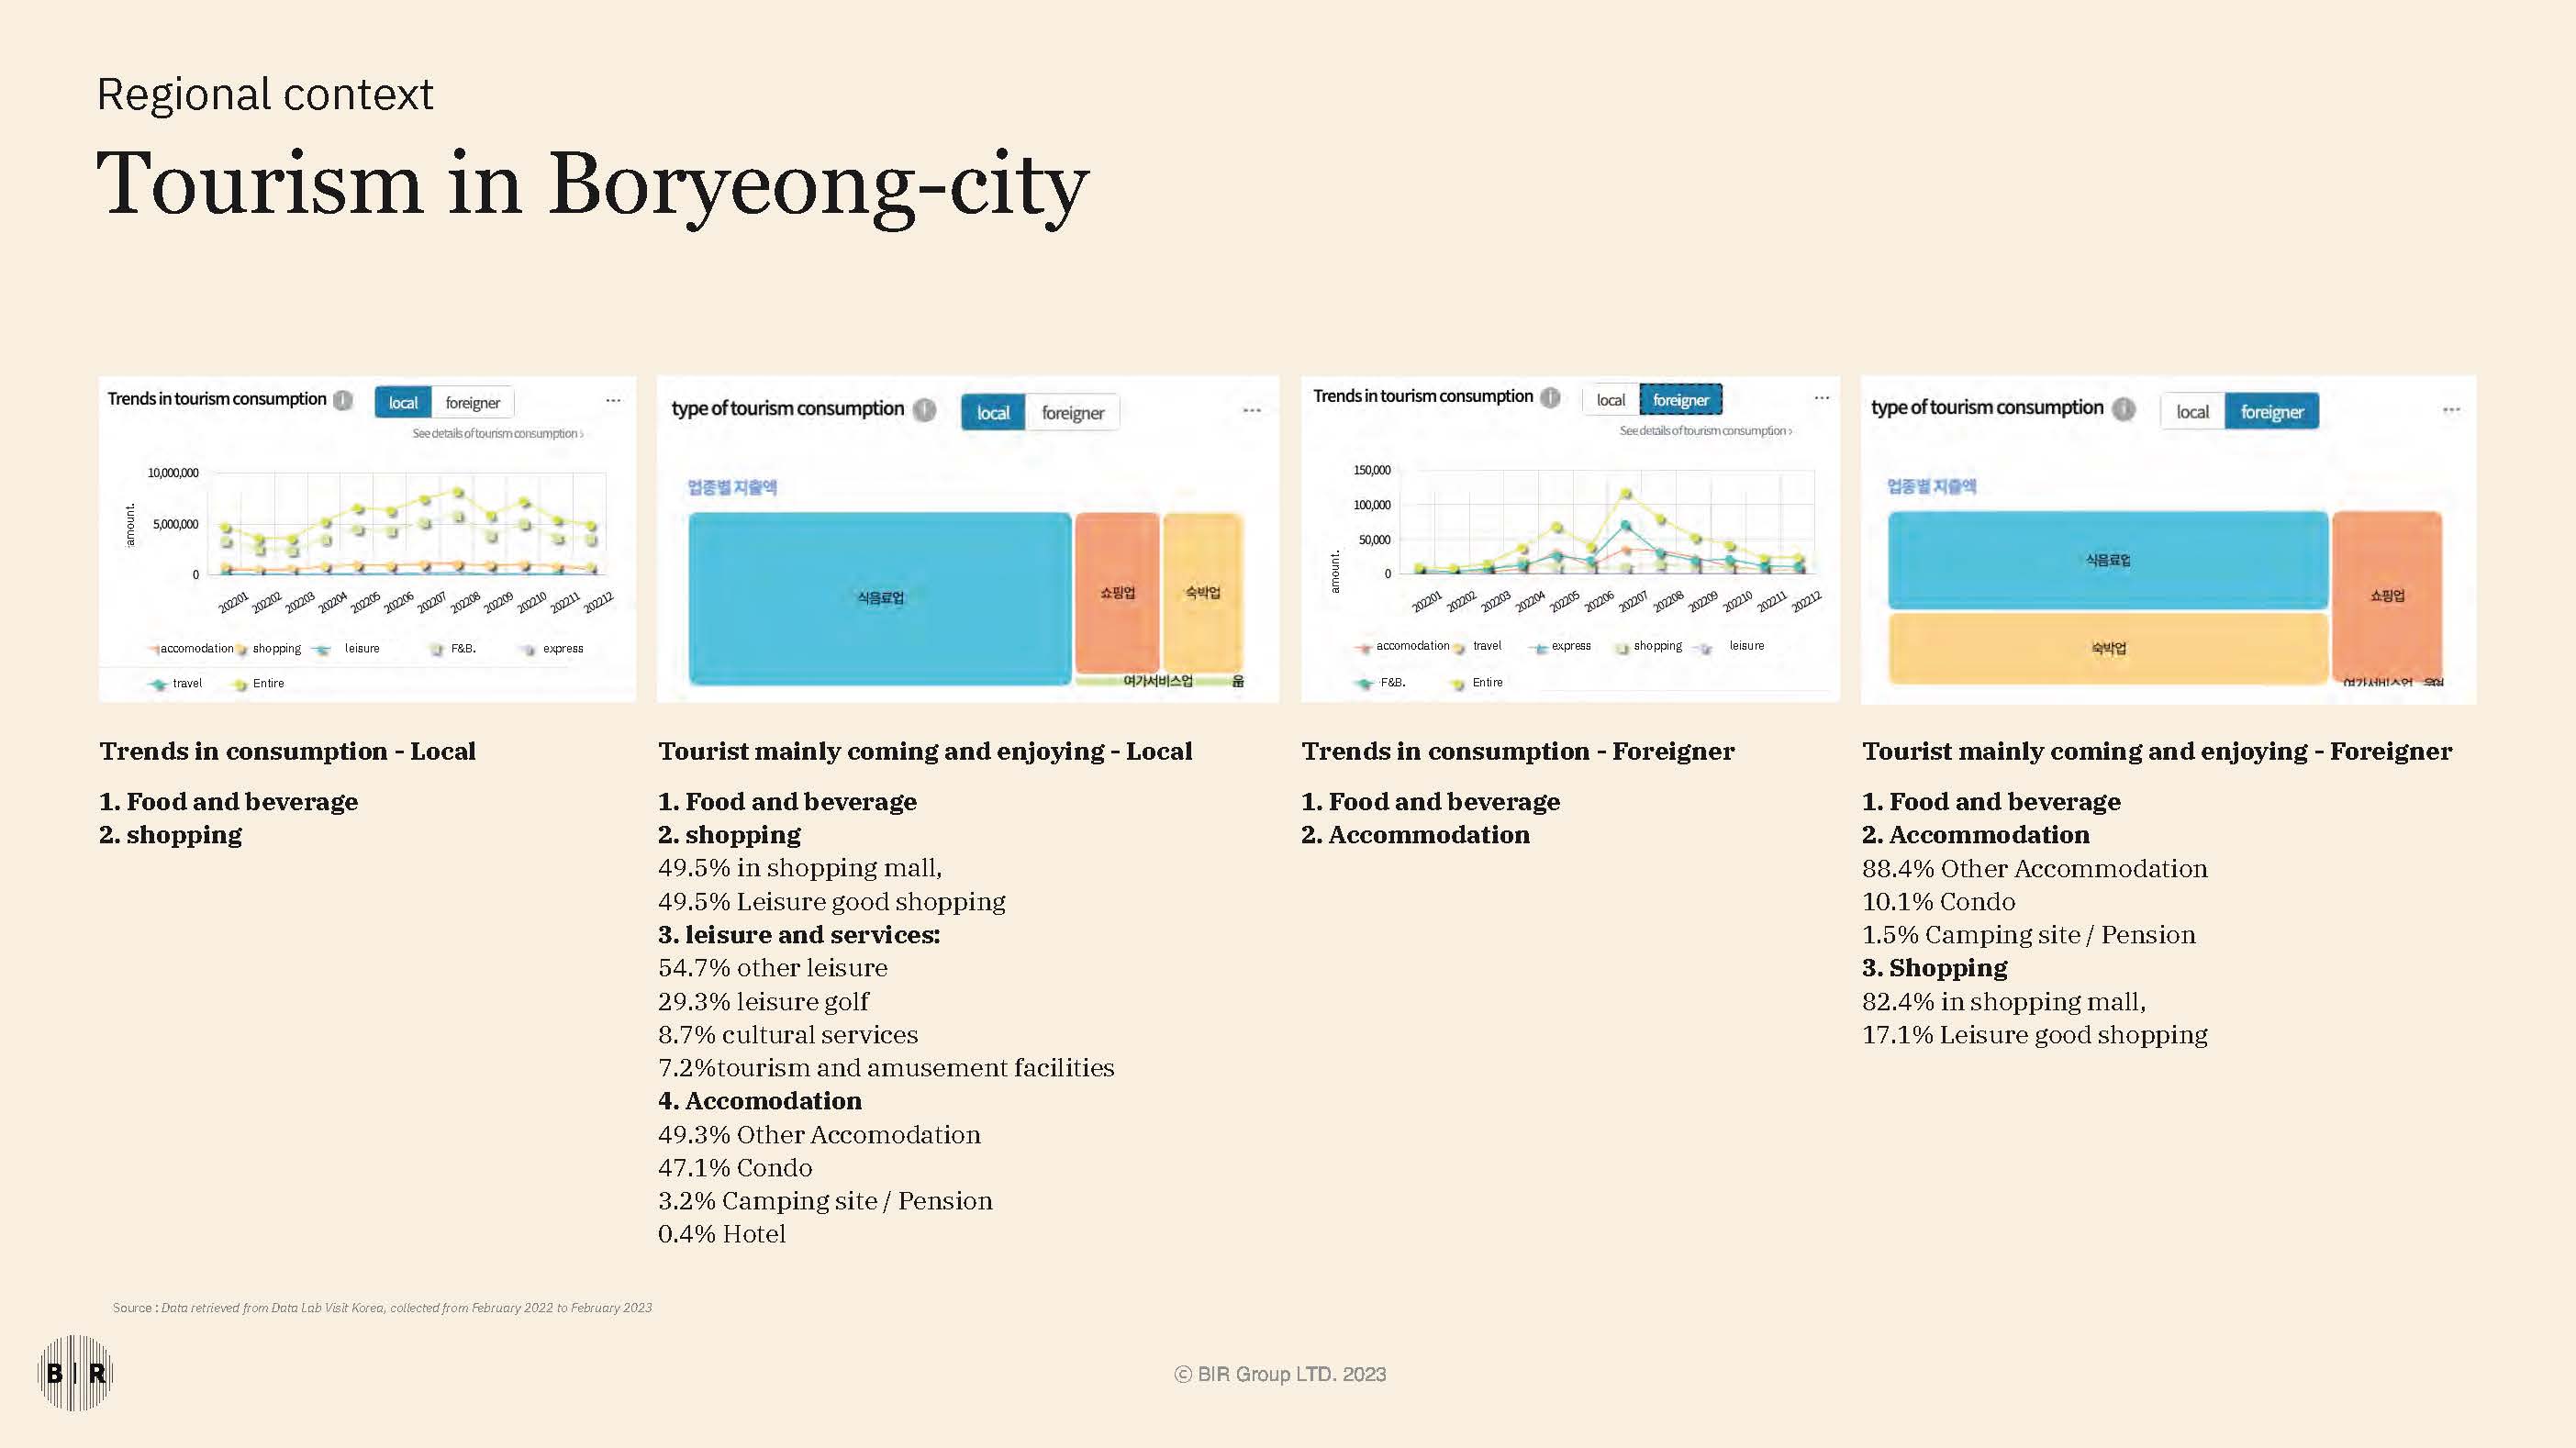 Regional context
Tourism in Boryeong-city
Trends in tourism consumption
local
foreigner
...
See details of tourism consumption >
10,000,000
5,000,000
0
amount.
202201 202202 202203 202204 202205 202206 202207 202208 202209 202210 202211 202212
accomodation shopping leisure F&B. express
travel Entire
type of tourism consumption
local
foreigner
...
업종별 지출액
식음료업
쇼핑업
숙박업
여가서비스업
Trends in tourism consumption
local
foreigner
...
See details of tourism consumption >
150,000
100,000
50,000
0
amount.
202201 202202 202203 202204 202205 202206 202207 202208 202209 202210 202211 202212
accomodation travel express shopping leisure
F&B. Entire
type of tourism consumption
local
foreigner
...
업종별 지출액
식음료업
쇼핑업
숙박업
여가서비스업
Trends in consumption - Local
1. Food and beverage
2. shopping
Tourist mainly coming and enjoying - Local
1. Food and beverage
2. shopping
49.5% in shopping mall,
49.5% Leisure good shopping
3. leisure and services:
54.7% other leisure
29.3% leisure golf
8.7% cultural services
7.2%tourism and amusement facilities
4. Accomodation
49.3% Other Accomodation
47.1% Condo
3.2% Camping site / Pension
0.4% Hotel
Trends in consumption - Foreigner
1. Food and beverage
2. Accommodation
Tourist mainly coming and enjoying - Foreigner
1. Food and beverage
2. Accommodation
88.4% Other Accommodation
10.1% Condo
1.5% Camping site / Pension
3. Shopping
82.4% in shopping mall,
17.1% Leisure good shopping
Source : Data retrieved from Data Lab Visit Korea, collected from February 2022 to February 2023
B I R
© BIR Group LTD. 2023